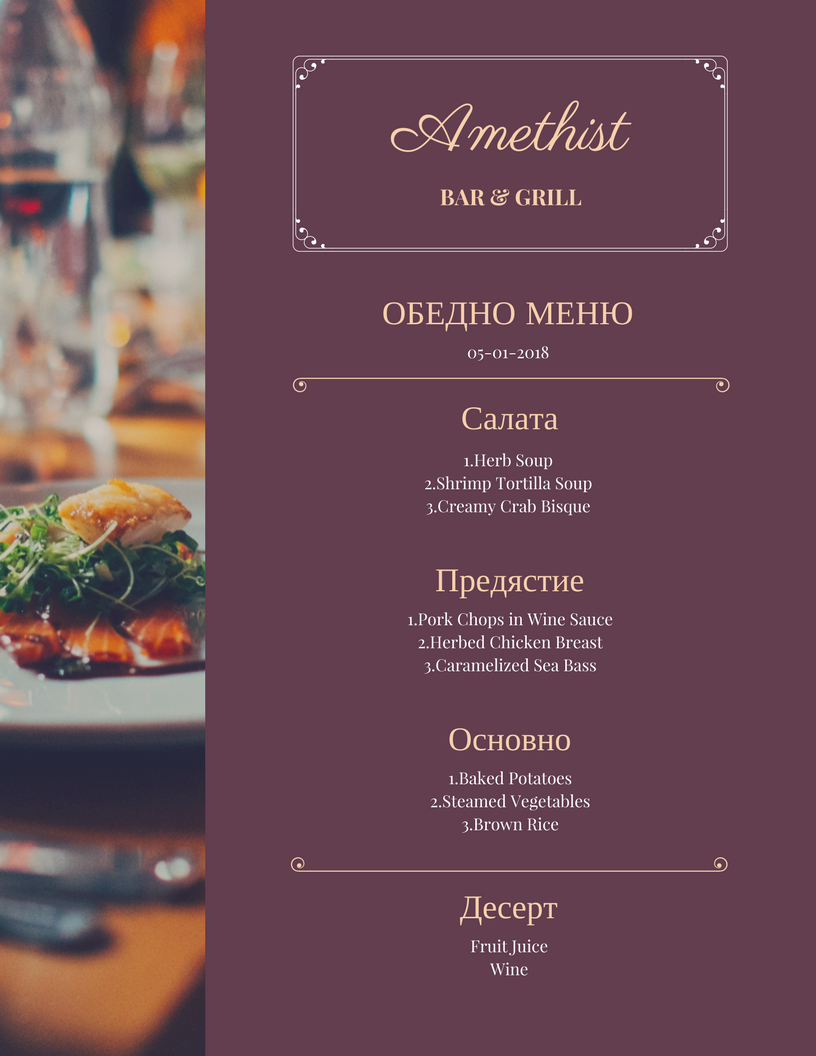 Amethist
BAR & GRILL
ОБЕДНО МЕНЮ
05-01-2018
Салата
1.Herb Soup
2.Shrimp Tortilla Soup
3.Creamy Crab Bisque
Предястие
1.Pork Chops in Wine Sauce
2.Herbed Chicken Breast
3.Caramelized Sea Bass
Основно
1.Baked Potatoes
2.Steamed Vegetables
3.Brown Rice
Десерт
Fruit Juice
Wine